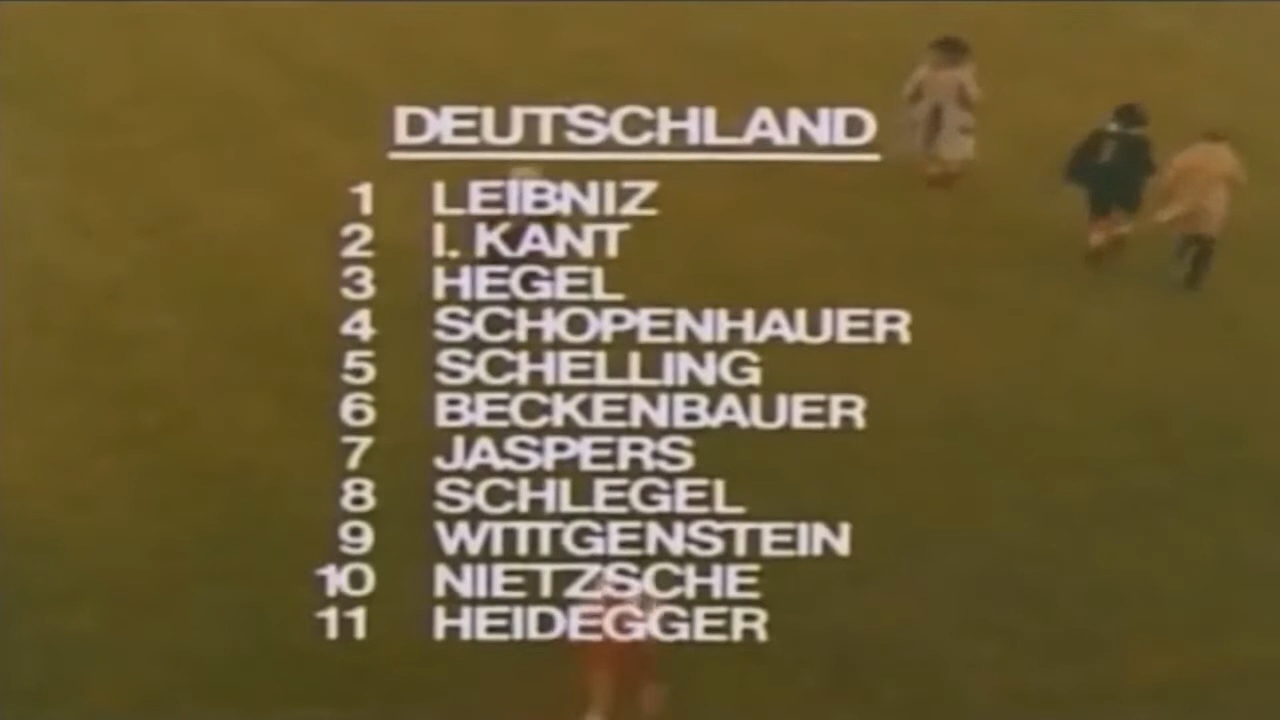 DEUTSCHLAND
1 LEIBNIZ
2 I. KANT
3 HEGEL
4 SCHOPENHAUER
5 SCHELLING
6 BECKENBAUER
7 JASPERS
8 SCHLEGEL
9 WITTGENSTEIN
10 NIETZSCHE
11 HEIDEGGER